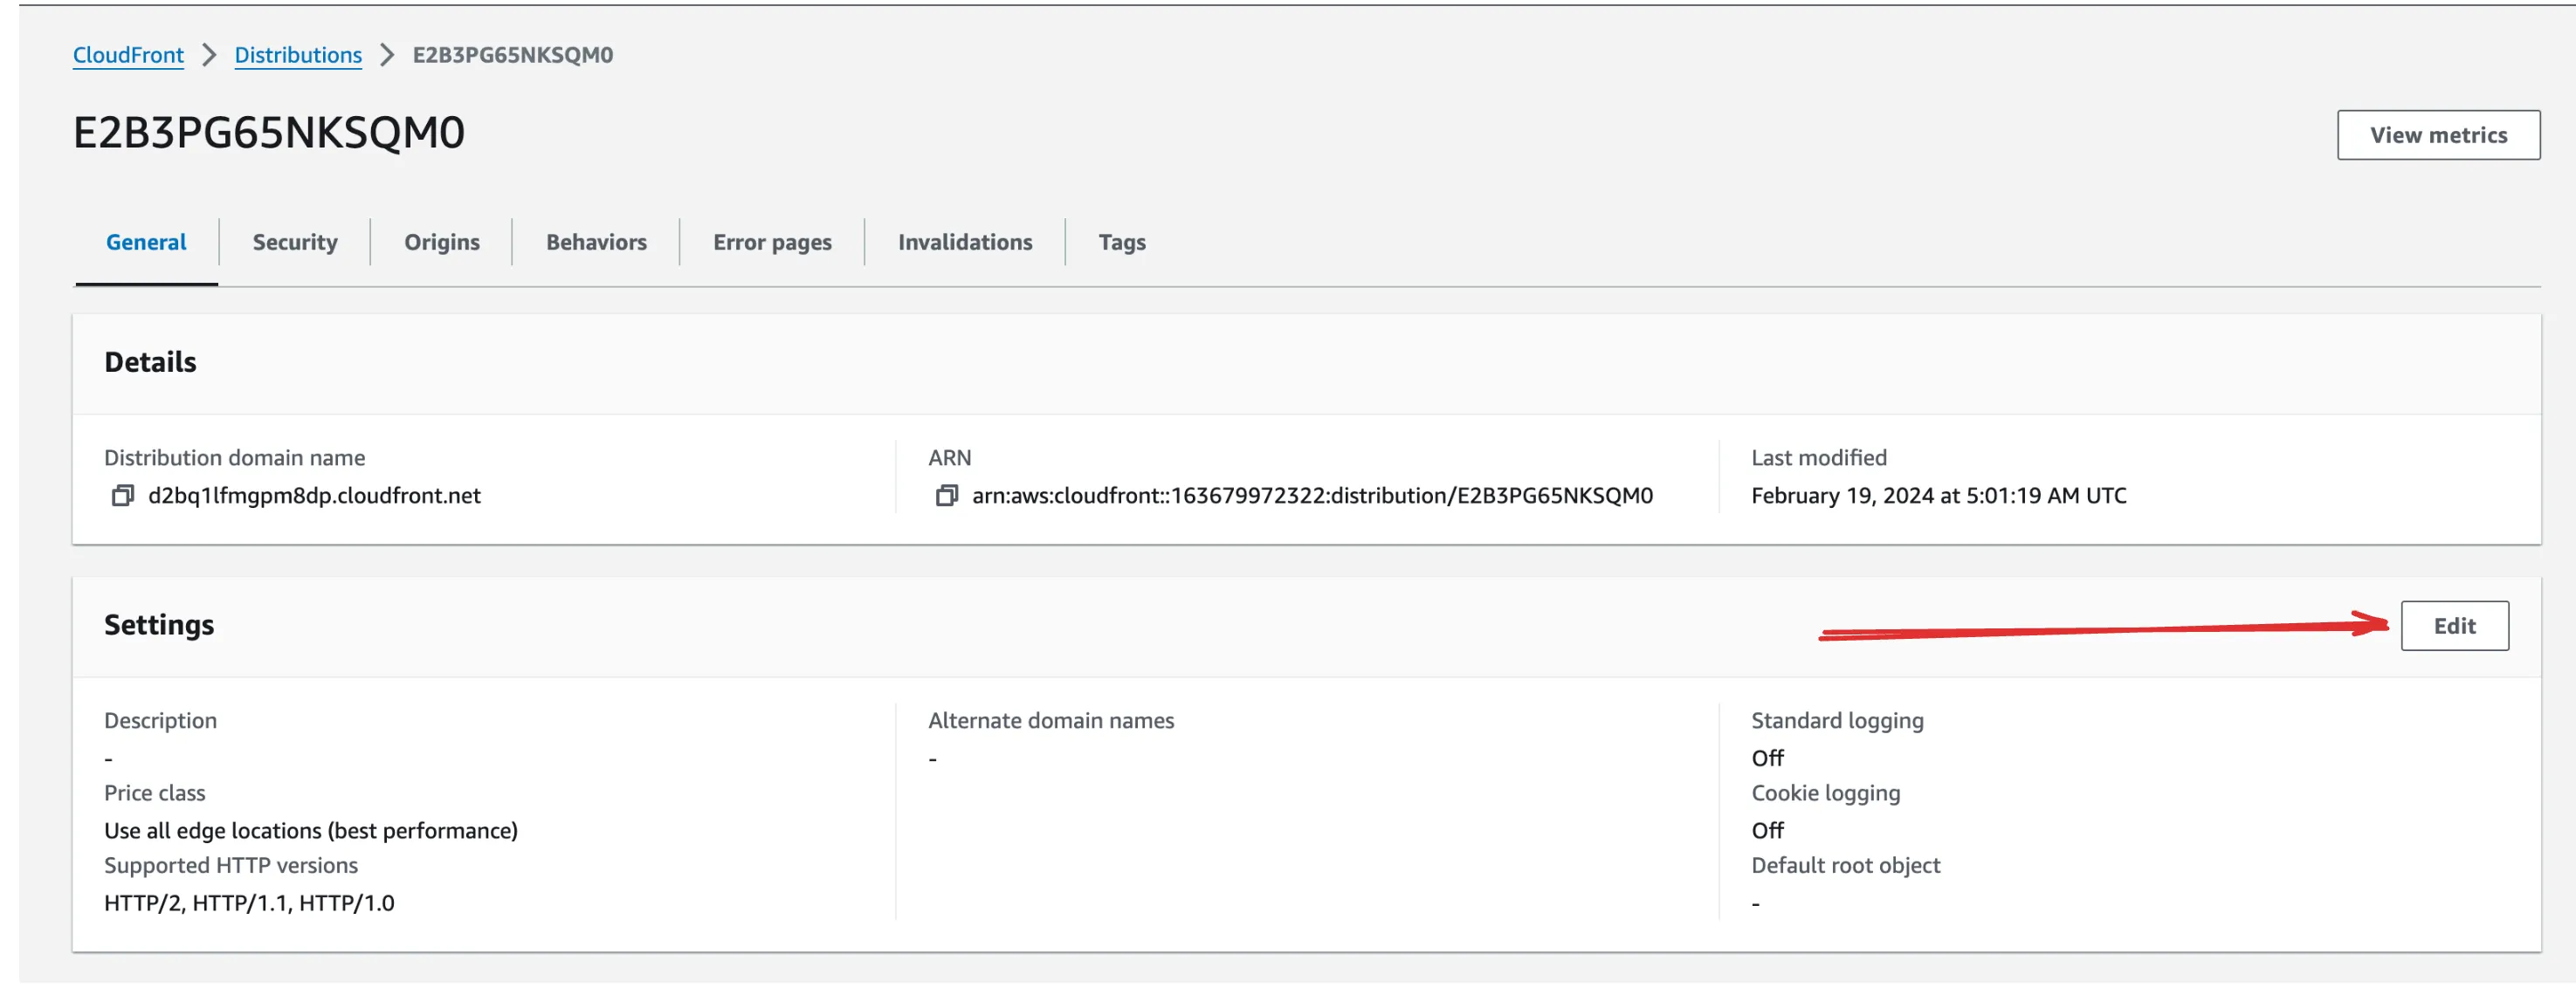 CloudFront > Distributions > E2B3PG65NKSQM0
E2B3PG65NKSQM0
View metrics
General
Security
Origins
Behaviors
Error pages
Invalidations
Tags
Details
Distribution domain name
d2bq1lfmgpm8dp.cloudfront.net
ARN
arn:aws:cloudfront::163679972322:distribution/E2B3PG65NKSQM0
Last modified
February 19, 2024 at 5:01:19 AM UTC
Settings
Edit
Description
-
Price class
Use all edge locations (best performance)
Supported HTTP versions
HTTP/2, HTTP/1.1, HTTP/1.0
Alternate domain names
-
Standard logging
Off
Cookie logging
Off
Default root object
-